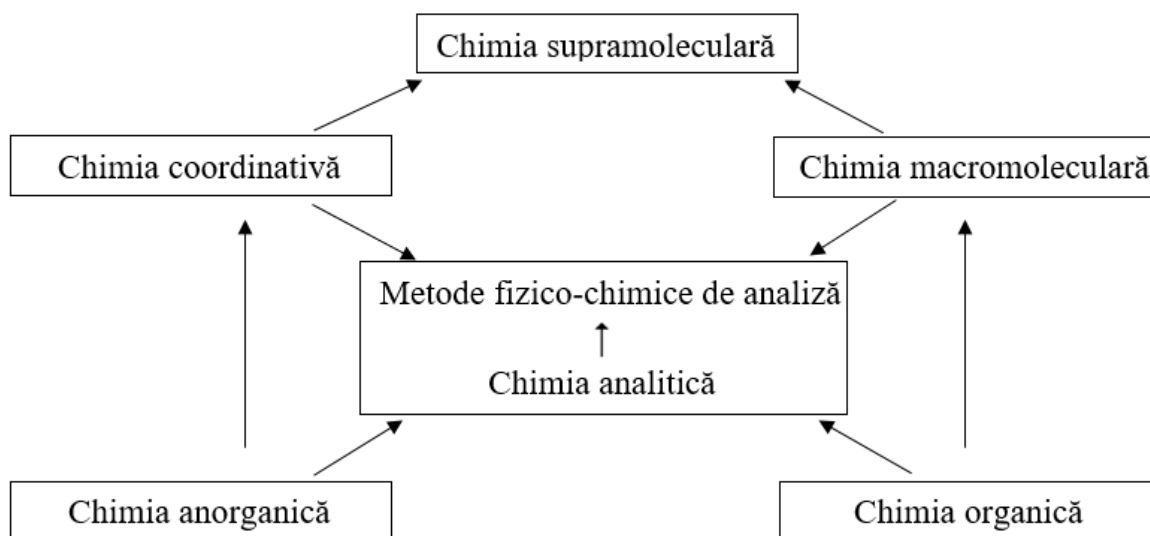 Chimia supramoleculară
Chimia coordinativă
Chimia macromoleculară
Metode fizico-chimice de analiză
↑
Chimia analitică
Chimia anorganică
Chimia organică